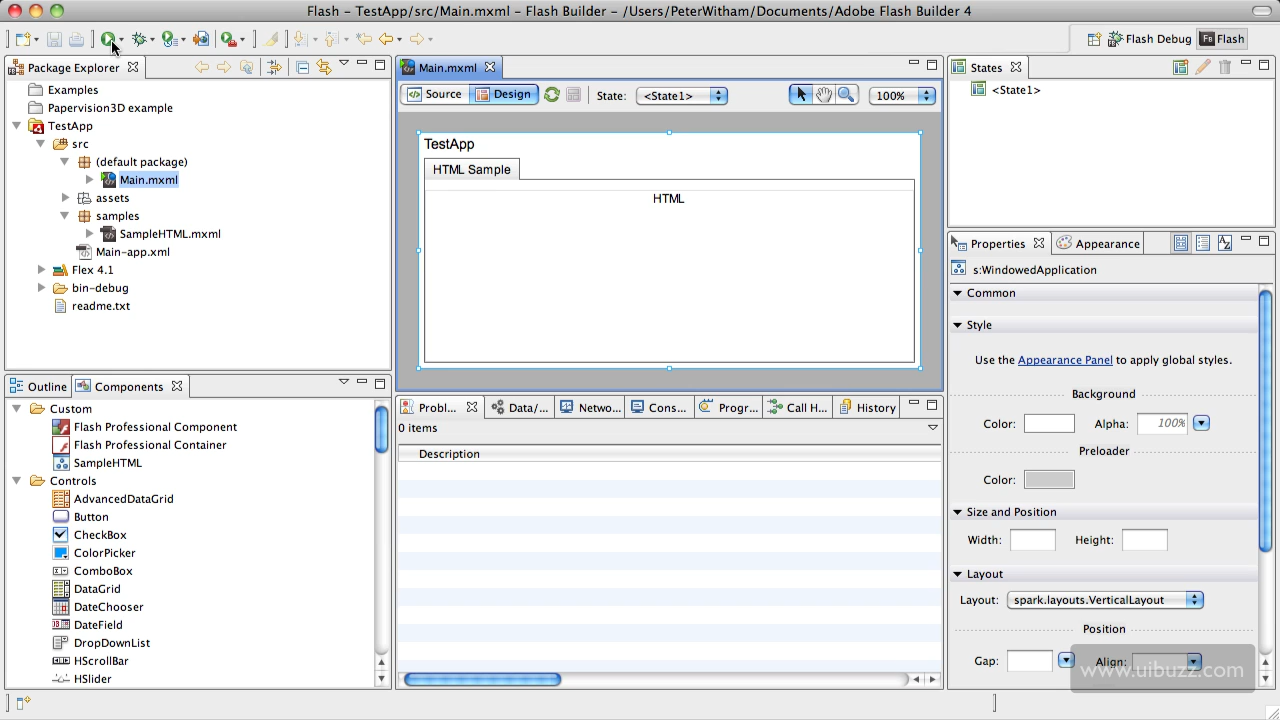 Flash – TestApp/src/Main.mxml – Flash Builder – /Users/PeterWitham/Documents/Adobe Flash Builder 4
Flash Debug
Fb Flash
Package Explorer
Examples
Papervision3D example
TestApp
src
(default package)
Main.mxml
assets
samples
SampleHTML.mxml
Main-app.xml
Flex 4.1
bin-debug
readme.txt
Main.mxml
Source
Design
State:
<State1>
100%
TestApp
HTML Sample
HTML
States
<State1>
Outline
Components
Custom
Flash Professional Component
Flash Professional Container
SampleHTML
Controls
AdvancedDataGrid
Button
CheckBox
ColorPicker
ComboBox
DataGrid
DateChooser
DateField
DropDownList
HScrollBar
HSlider
Probl...
Data/...
Netwo...
Cons...
Progr...
Call H...
History
0 items
Description
Properties
Appearance
s:WindowedApplication
Common
Style
Use the Appearance Panel to apply global styles.
Background
Color:
Alpha:
100%
Preloader
Color:
Size and Position
Width:
Height:
Layout
Layout:
spark.layouts.VerticalLayout
Position
Gap:
Align:
www.uibuzz.com